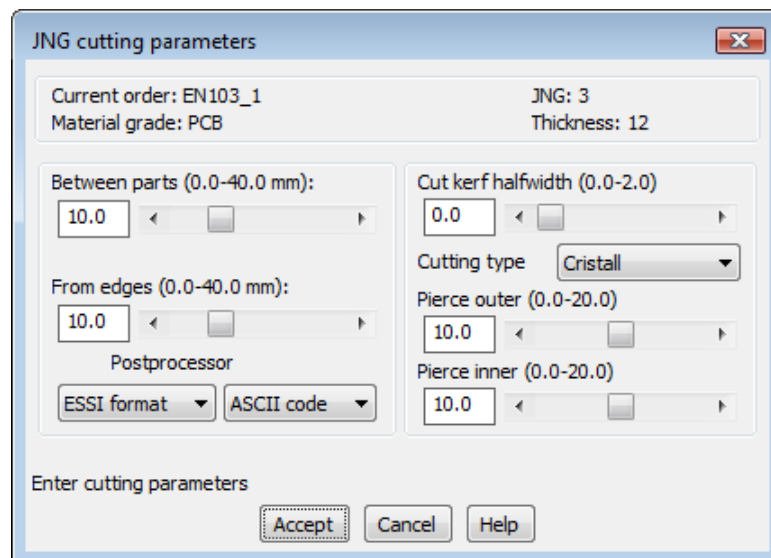 JNG cutting parameters
Current order: EN103_1
JNG: 3
Material grade: PCB
Thickness: 12
Between parts (0.0-40.0 mm):
10.0
From edges (0.0-40.0 mm):
10.0
Postprocessor
ESSI format
ASCII code
Cut kerf halfwidth (0.0-2.0)
0.0
Cutting type
Cristall
Pierce outer (0.0-20.0)
10.0
Pierce inner (0.0-20.0)
10.0
Enter cutting parameters
Accept
Cancel
Help